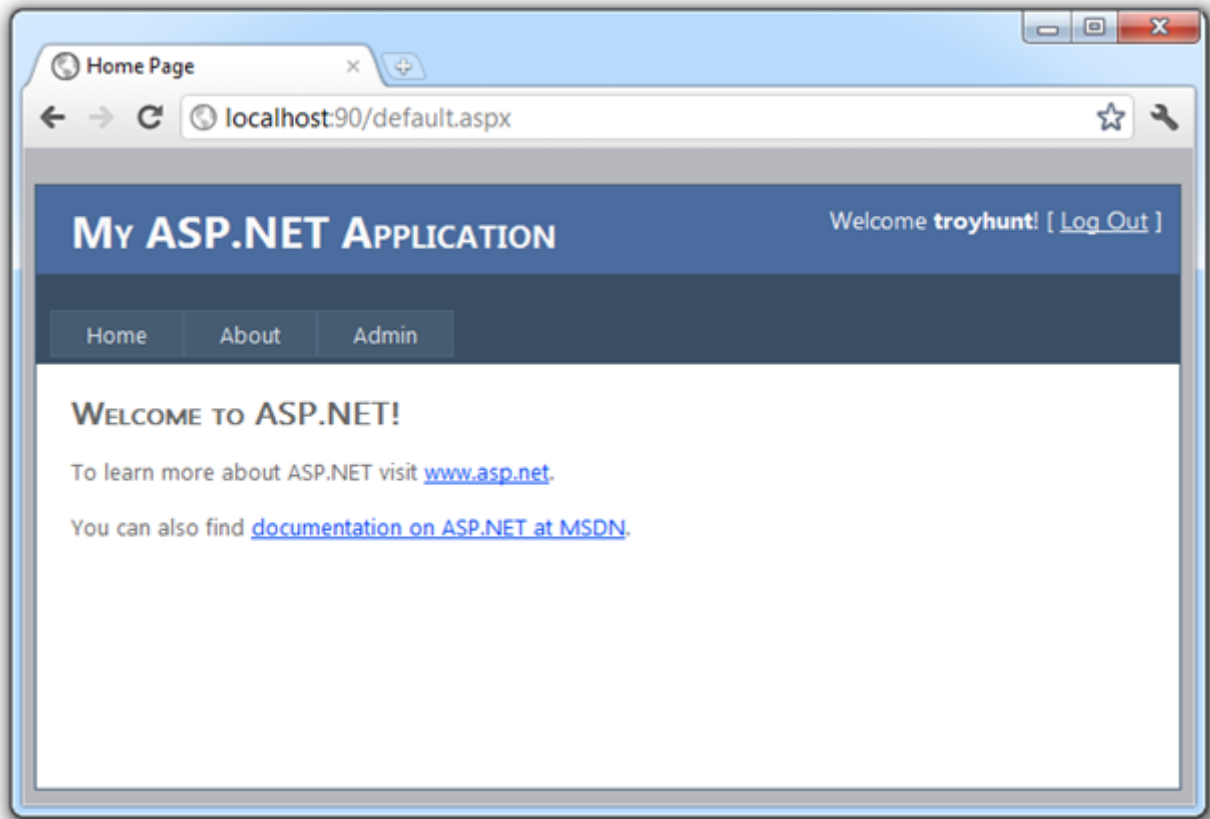 Home Page
localhost:90/default.aspx
My ASP.NET Application
Welcome troyhunt! [ Log Out ]
Home About Admin
Welcome to ASP.NET!
To learn more about ASP.NET visit www.asp.net.
You can also find documentation on ASP.NET at MSDN.